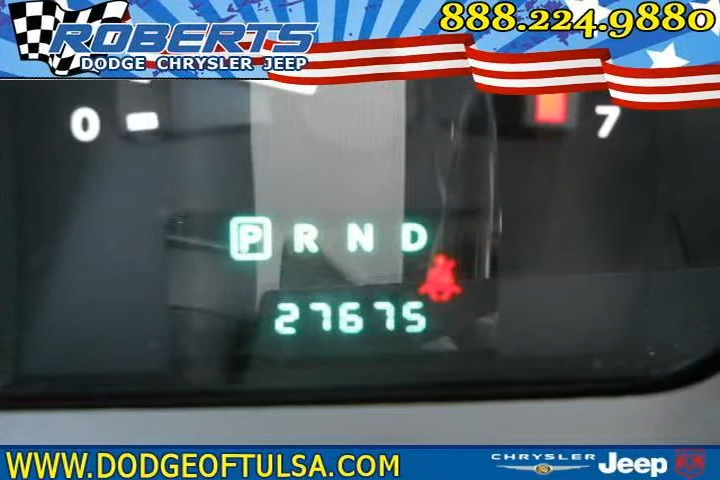 ROBERTS
DODGE CHRYSLER JEEP
888.224.9880
0 7
P R N D
27675
WWW.DODGEOFTULSA.COM
CHRYSLER Jeep